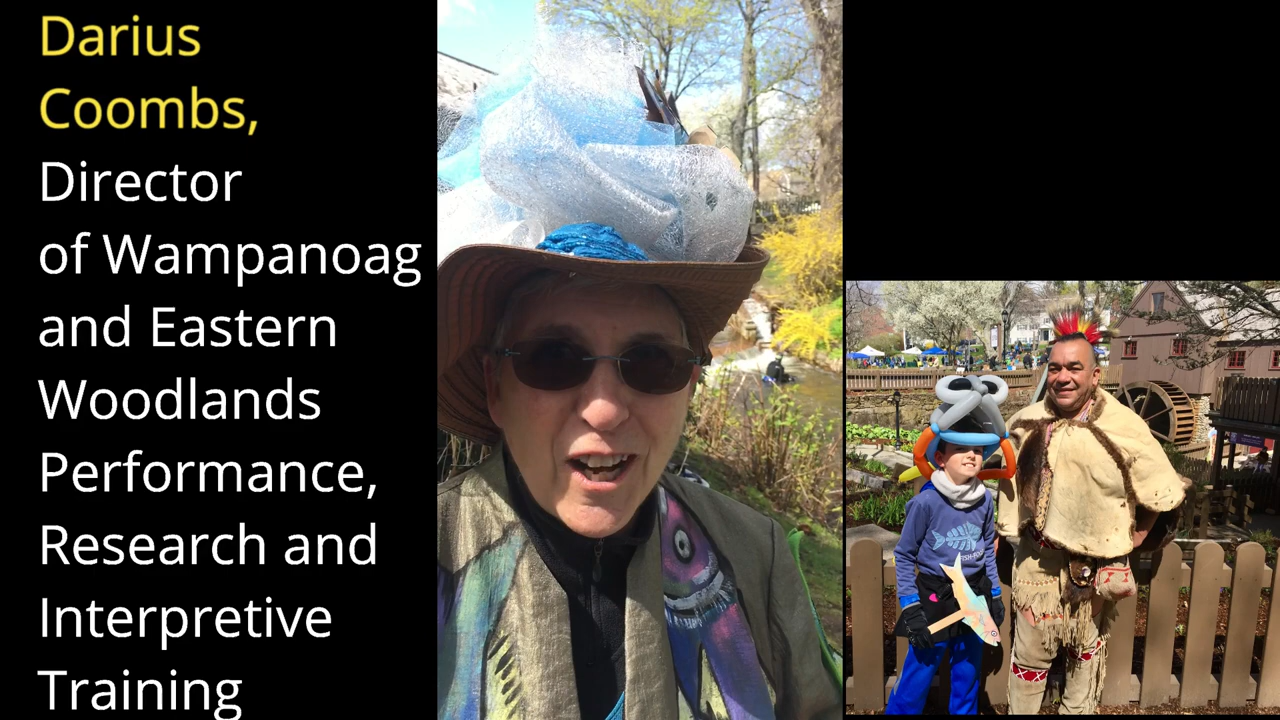 Darius
Coombs,
Director
of Wampanoag
and Eastern
Woodlands
Performance,
Research and
Interpretive
Training